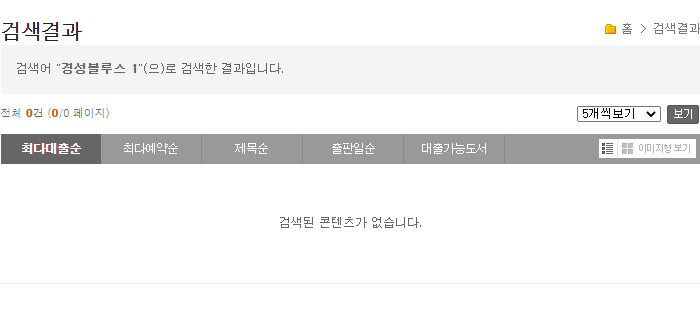 검색결과
홈 > 검색결과
검색어 "경성블루스 1"(으)로 검색한 결과입니다.
전체 0건 (0/0 페이지)
5개씩보기 보기
최다대출순 최다예약순 제목순 출판일순 대출가능도서 이미지형 보기
검색된 콘텐츠가 없습니다.